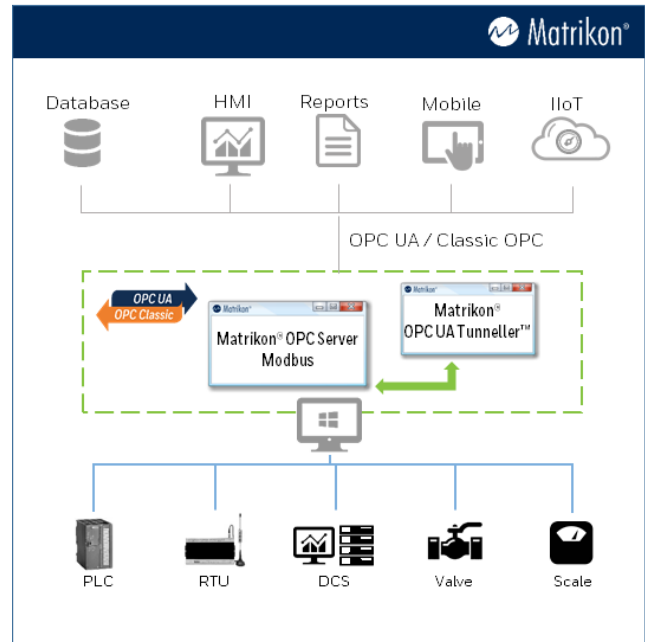 Matrikon®
Database
HMI
Reports
Mobile
IIoT
OPC UA / Classic OPC
OPC UA
OPC Classic
Matrikon°
Matrikon® OPC Server
Modbus
Matrikon°
Matrikon®
OPC UA Tunneller™
PLC
RTU
DCS
Valve
Scale